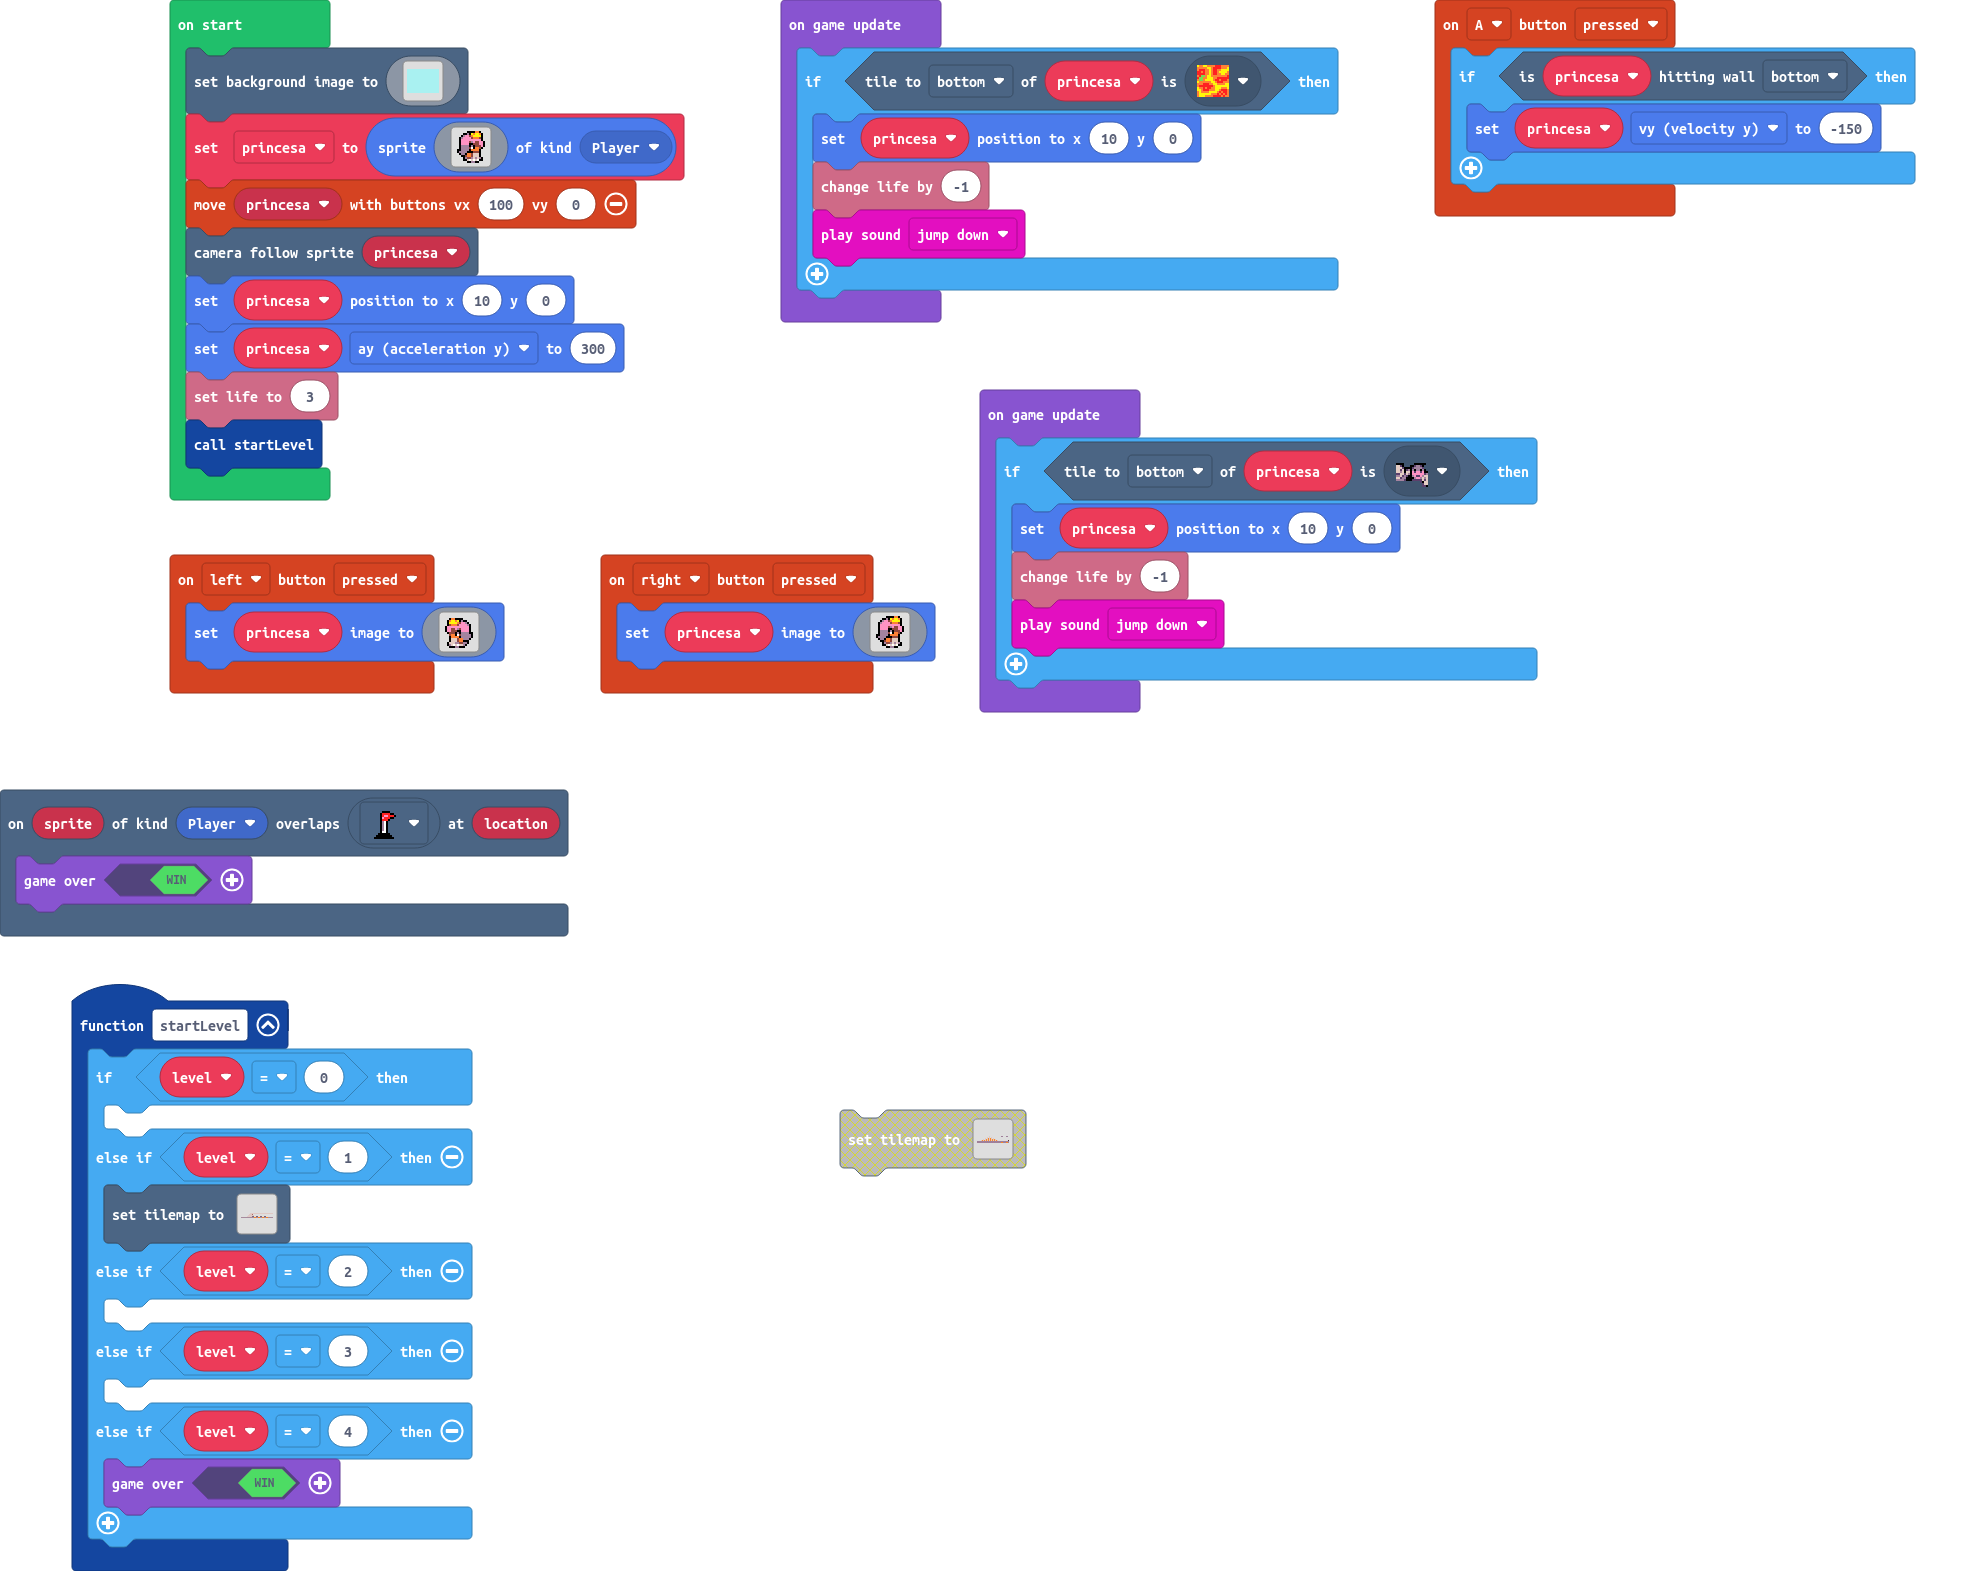 on start
set background image to
set princesa to sprite of kind Player
move princesa with buttons vx 100 vy 0
camera follow sprite princesa
set princesa position to x 10 y 0
set princesa ay (acceleration y) to 300
set life to 3
call startLevel
on game update
if tile to bottom of princesa is then
set princesa position to x 10 y 0
change life by -1
play sound jump down
on A button pressed
if is princesa hitting wall bottom then
set princesa vy (velocity y) to -150
on game update
if tile to bottom of princesa is then
set princesa position to x 10 y 0
change life by -1
play sound jump down
on left button pressed
set princesa image to
on right button pressed
set princesa image to
on sprite of kind Player overlaps at location
game over WIN
function startLevel
if level = 0 then
else if level = 1 then
set tilemap to
else if level = 2 then
else if level = 3 then
else if level = 4 then
game over WIN
set tilemap to